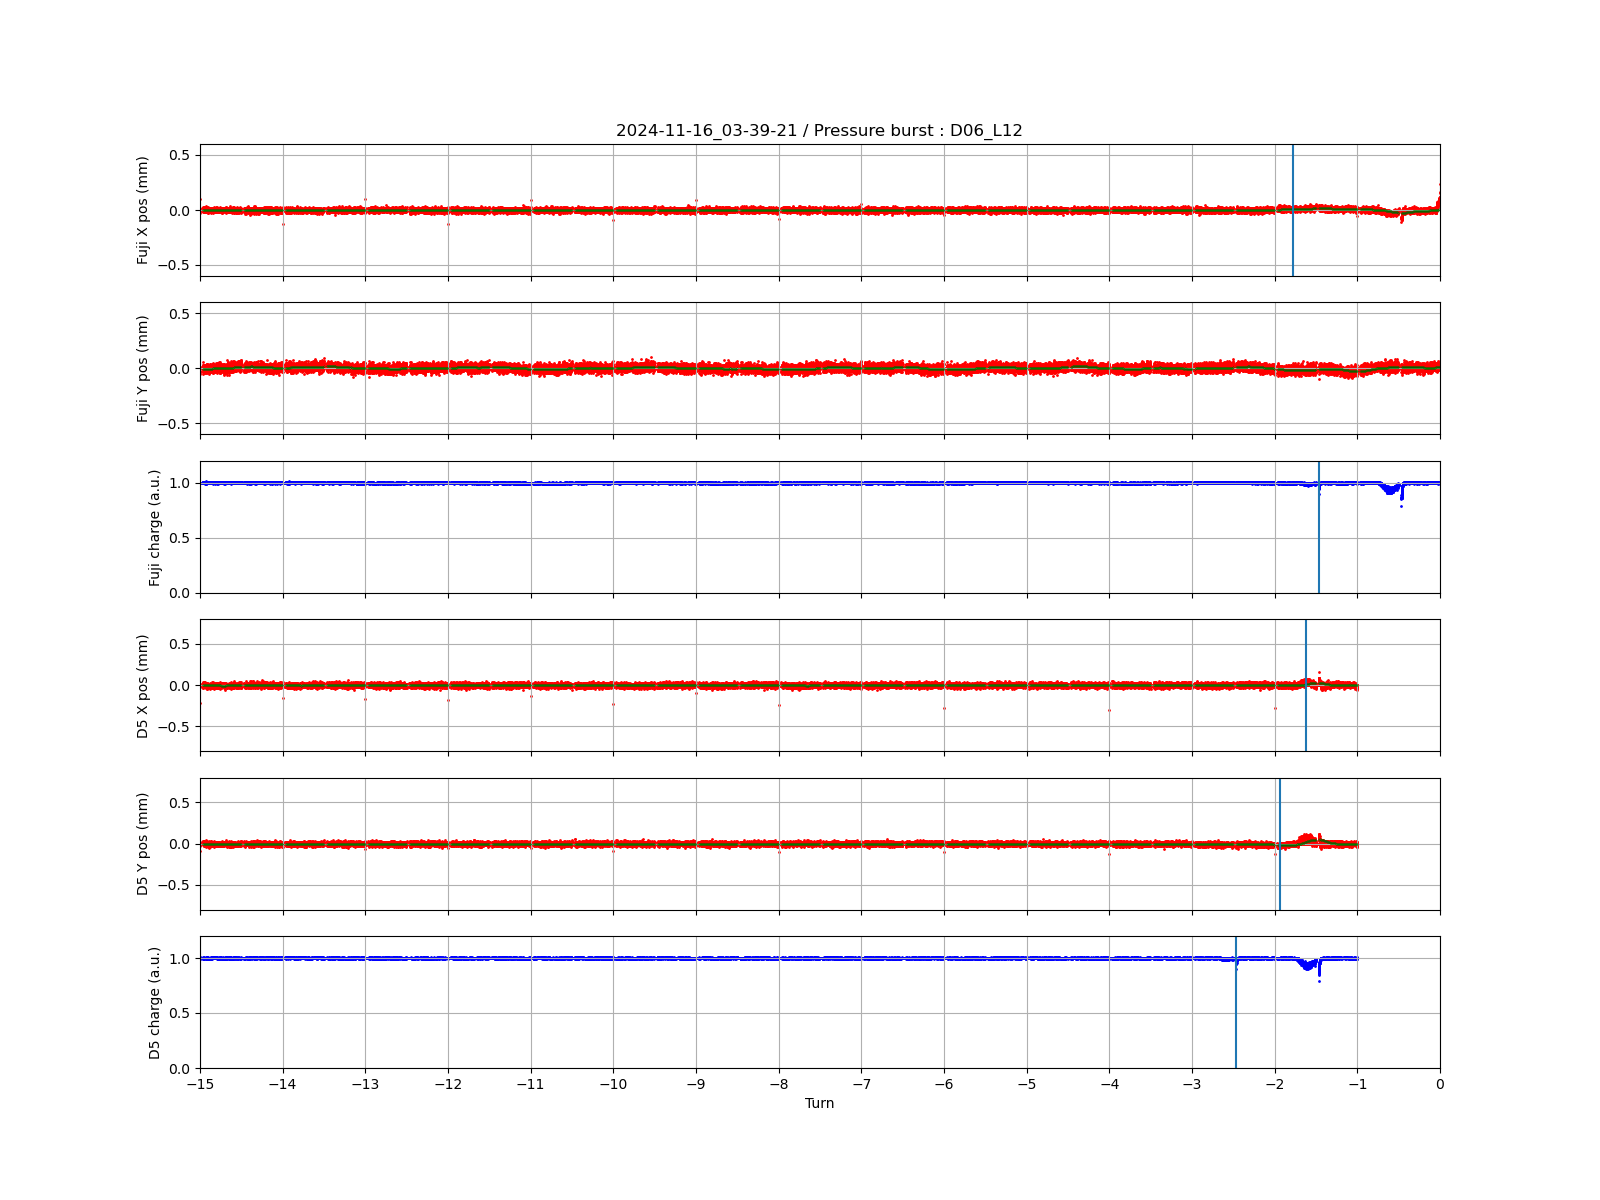 2024-11-16_03-39-21 / Pressure burst : D06_L12
Fuji X pos (mm)
0.5
0.0
−0.5
Fuji Y pos (mm)
0.5
0.0
−0.5
Fuji charge (a.u.)
1.0
0.5
0.0
D5 X pos (mm)
0.5
0.0
−0.5
D5 Y pos (mm)
0.5
0.0
−0.5
D5 charge (a.u.)
1.0
0.5
0.0
−15 −14 −13 −12 −11 −10 −9 −8 −7 −6 −5 −4 −3 −2 −1 0
Turn